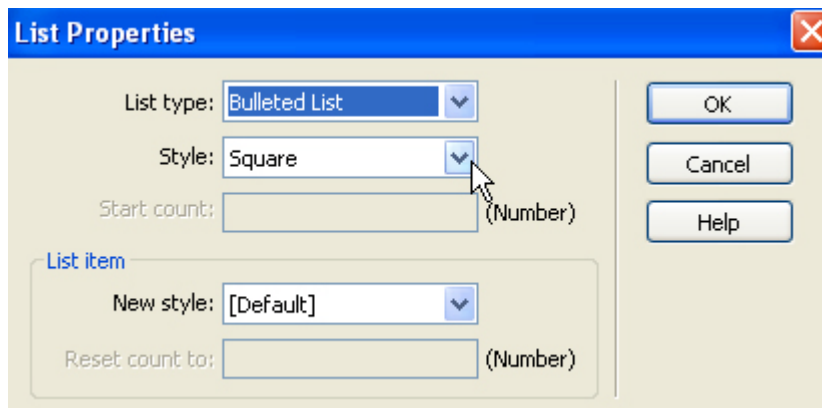 List Properties
List type: Bulleted List
OK
Style: Square
Cancel
Start count: (Number)
Help
List item
New style: [Default]
Reset count to: (Number)